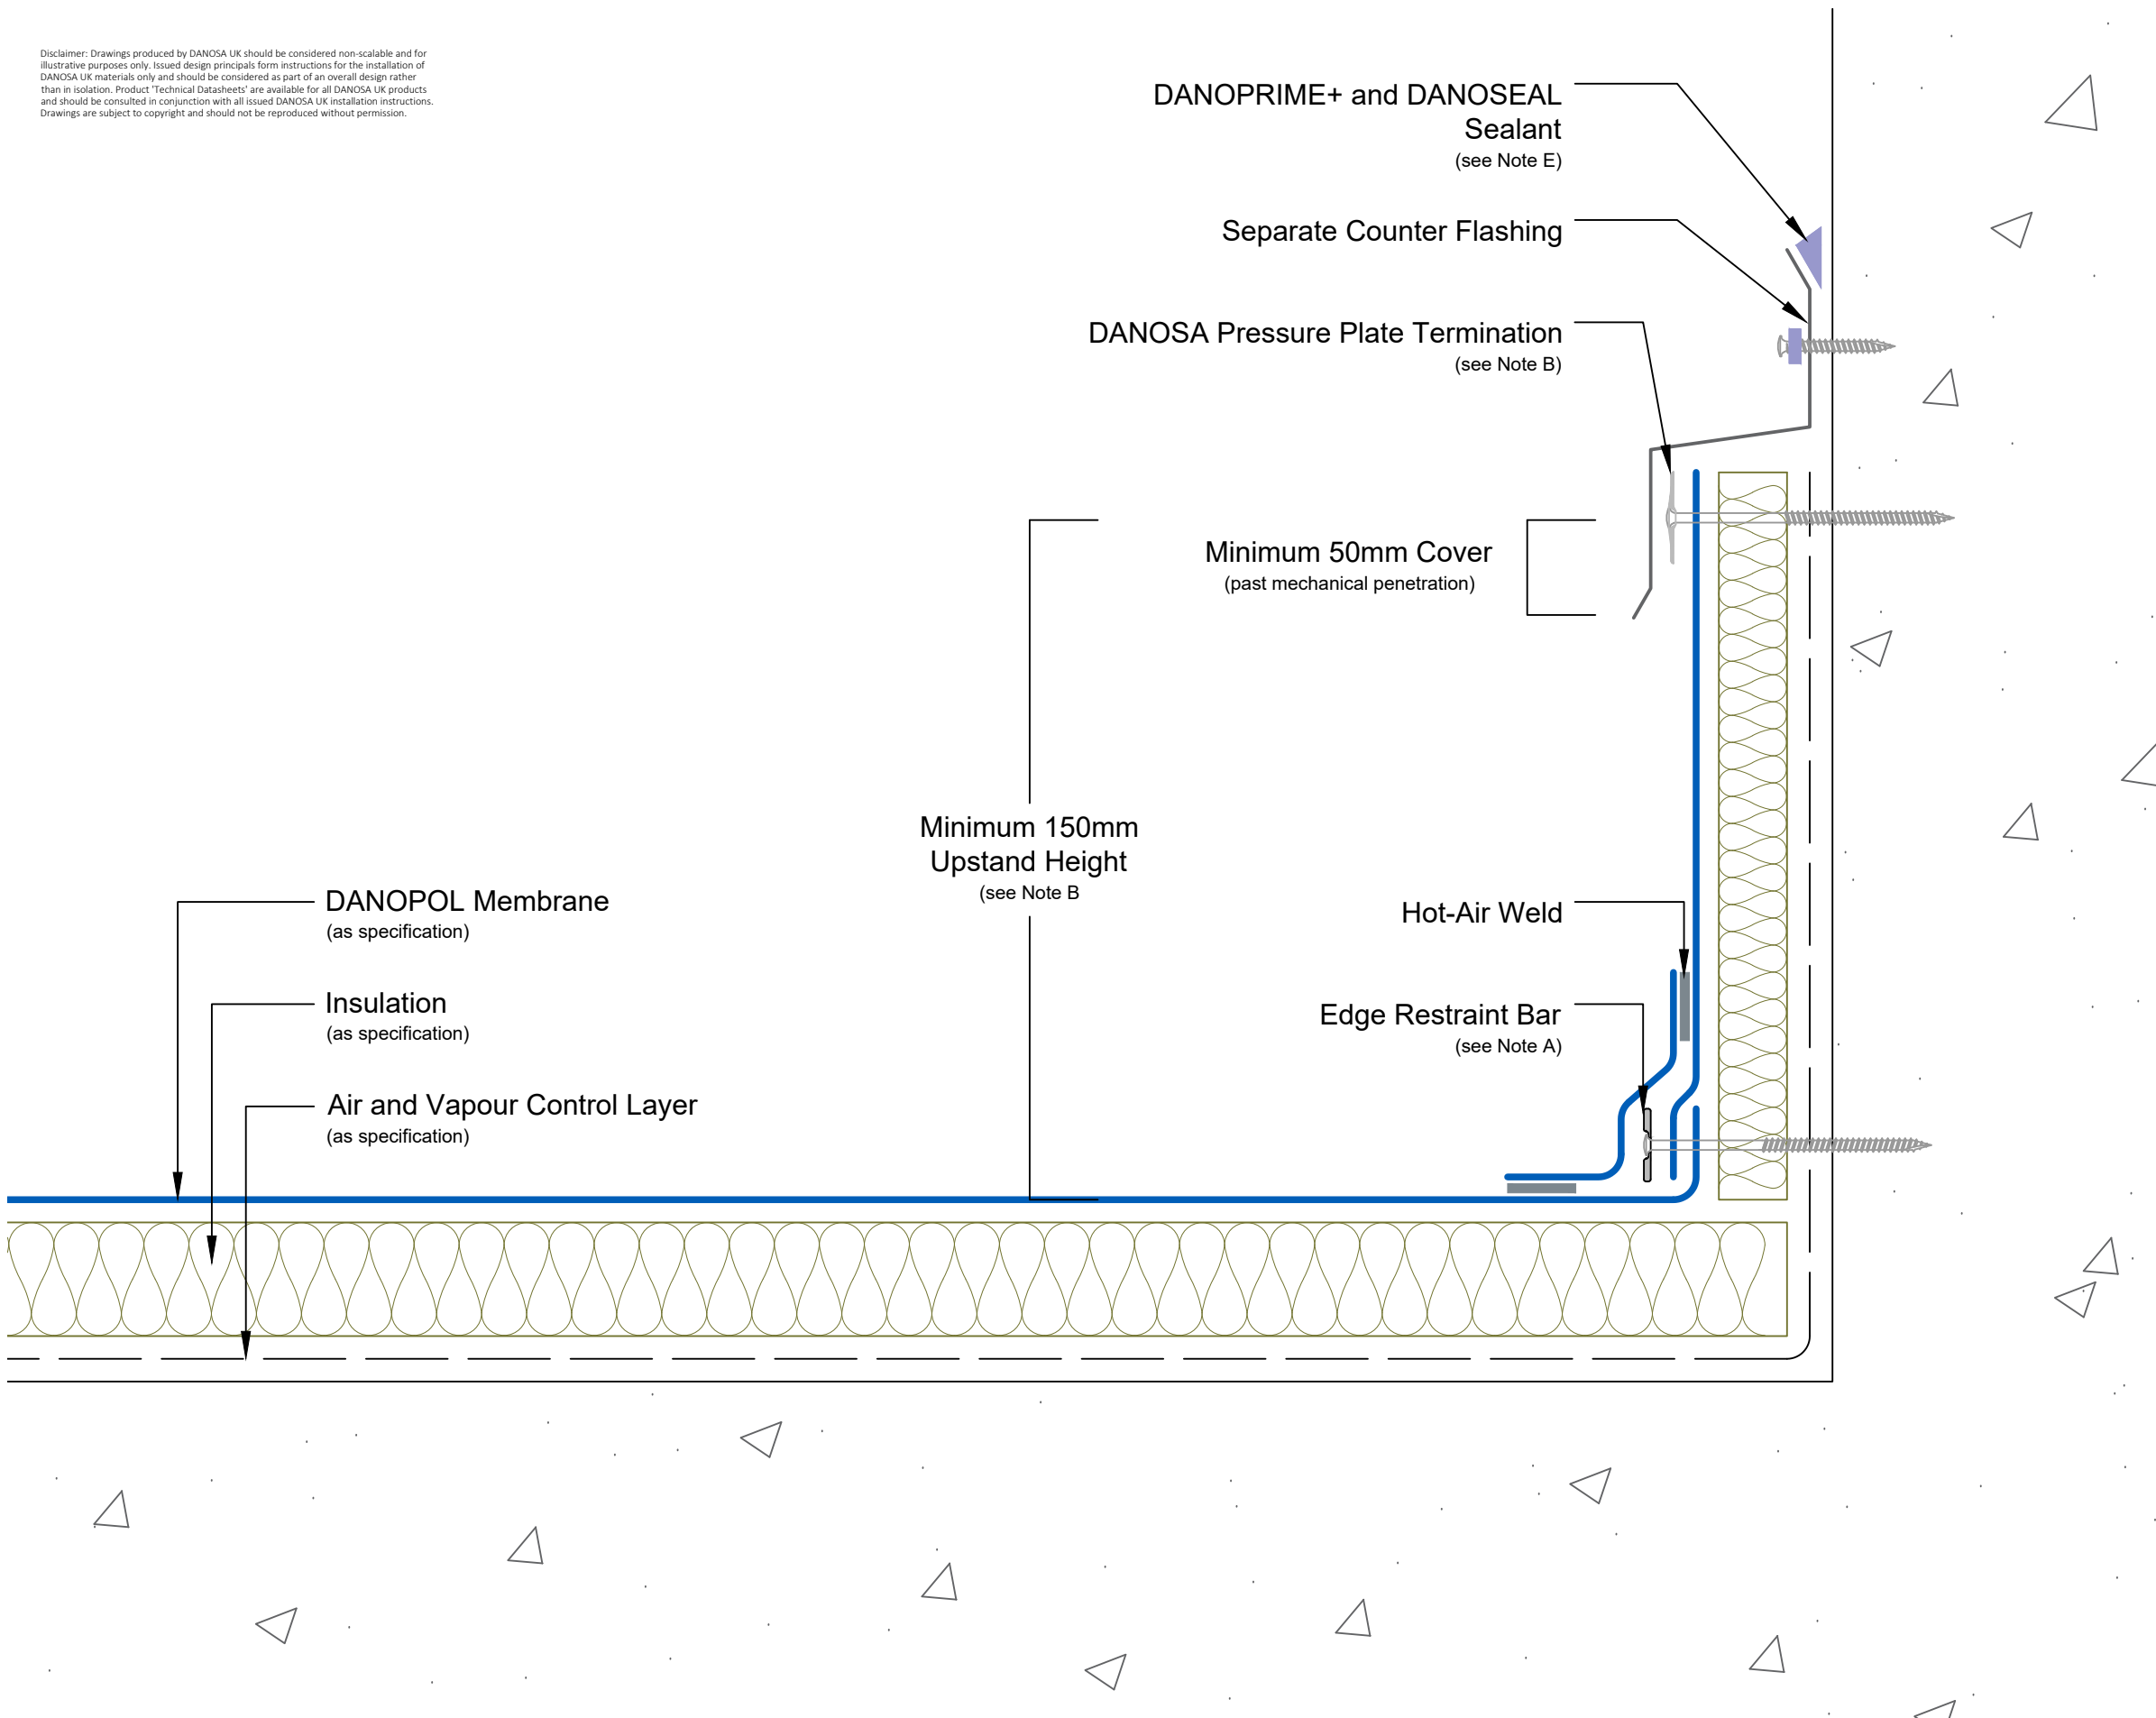 Disclaimer: Drawings produced by DANOSA UK should be considered non-scalable and for
illustrative purposes only. Issued design principals form instructions for the installation of
DANOSA UK materials only and should be considered as part of an overall design rather
than in isolation. Product 'Technical Datasheets' are available for all DANOSA UK products
and should be consulted in conjunction with all issued DANOSA UK installation instructions.
Drawings are subject to copyright and should not be reproduced without permission.
DANOPRIME+ and DANOSEAL
Sealant
(see Note E)
Separate Counter Flashing
DANOSA Pressure Plate Termination
(see Note B)
Minimum 50mm Cover
(past mechanical penetration)
Minimum 150mm
Upstand Height
(see Note B
DANOPOL Membrane
(as specification)
Hot-Air Weld
Insulation
(as specification)
Edge Restraint Bar
(see Note A)
Air and Vapour Control Layer
(as specification)